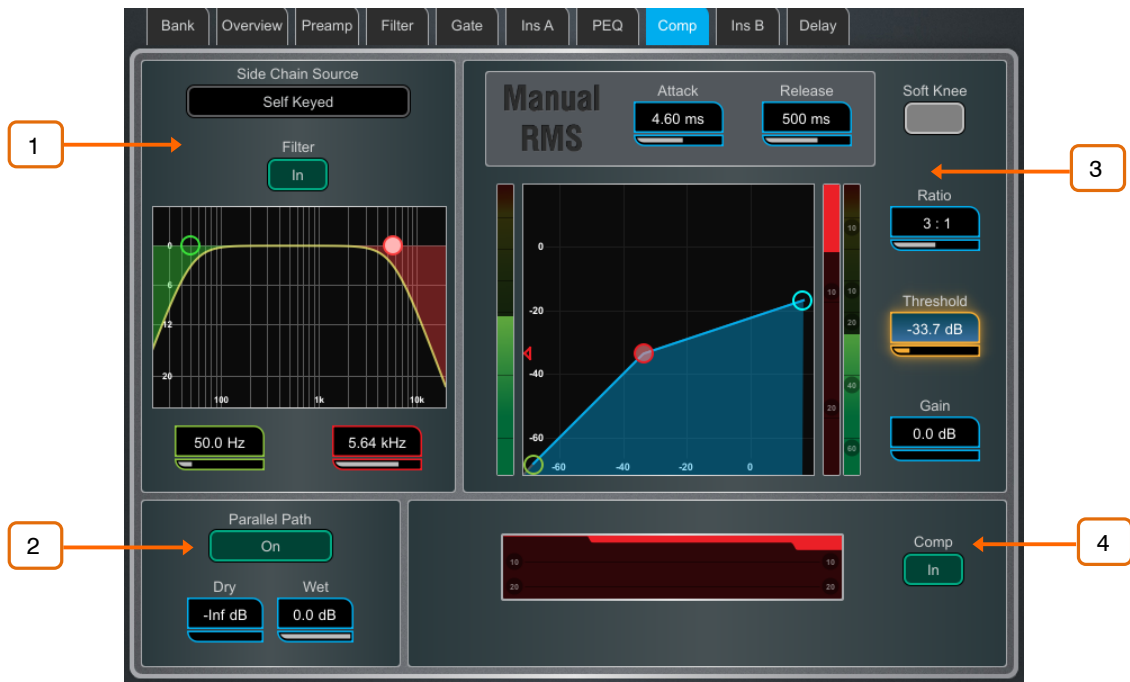 Bank Overview Preamp Filter Gate Ins A PEQ Comp Ins B Delay
1
Side Chain Source
Self Keyed
Filter
In
0
6
12
20
100 1k 10k
50.0 Hz 5.64 kHz
Manual
RMS
Attack Release
4.60 ms 500 ms
Soft Knee
3
0
-20
-40
-60
-60 -40 -20 0
10
20
10
10
20
40
60
Ratio
3 : 1
Threshold
-33.7 dB
Gain
0.0 dB
2
Parallel Path
On
Dry Wet
-Inf dB 0.0 dB
10 10
20 20
Comp
In
4